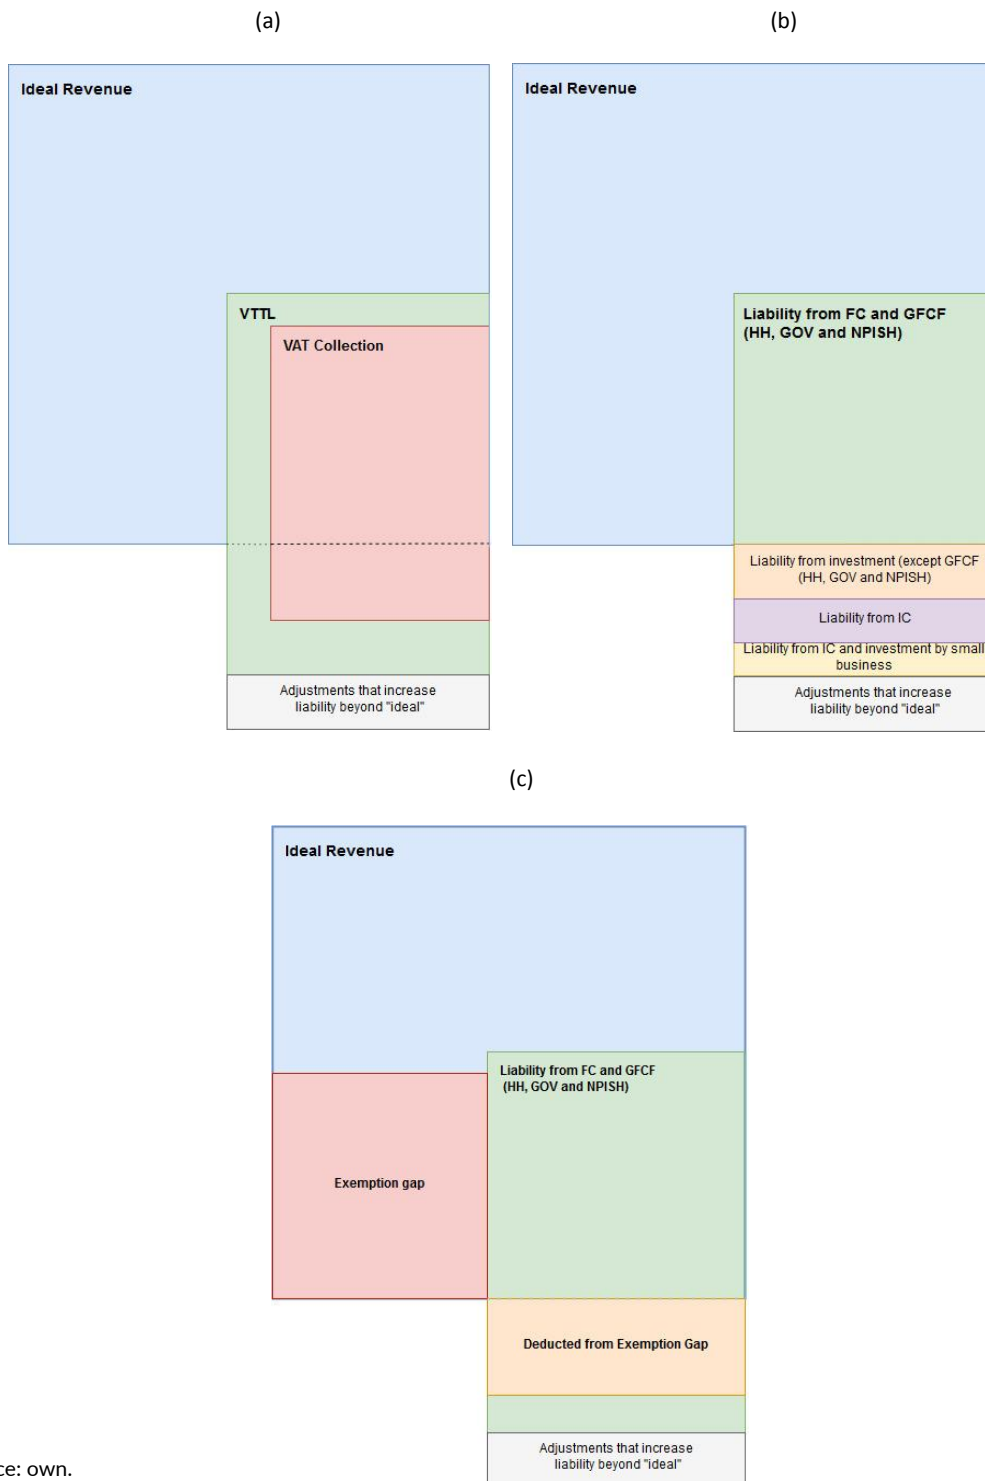 (a)
(b)
Ideal Revenue
Ideal Revenue
VTTL
VAT Collection
Adjustments that increase
liability beyond "ideal"
Liability from FC and GFCF
(HH, GOV and NPISH)
Liability from investment (except GFCF
(HH, GOV and NPISH)
Liability from IC
Liability from IC and investment by small
business
Adjustments that increase
liability beyond "ideal"
(c)
Ideal Revenue
Liability from FC and GFCF
(HH, GOV and NPISH)
Exemption gap
Deducted from Exemption Gap
Adjustments that increase
liability beyond "ideal"
ce: own.